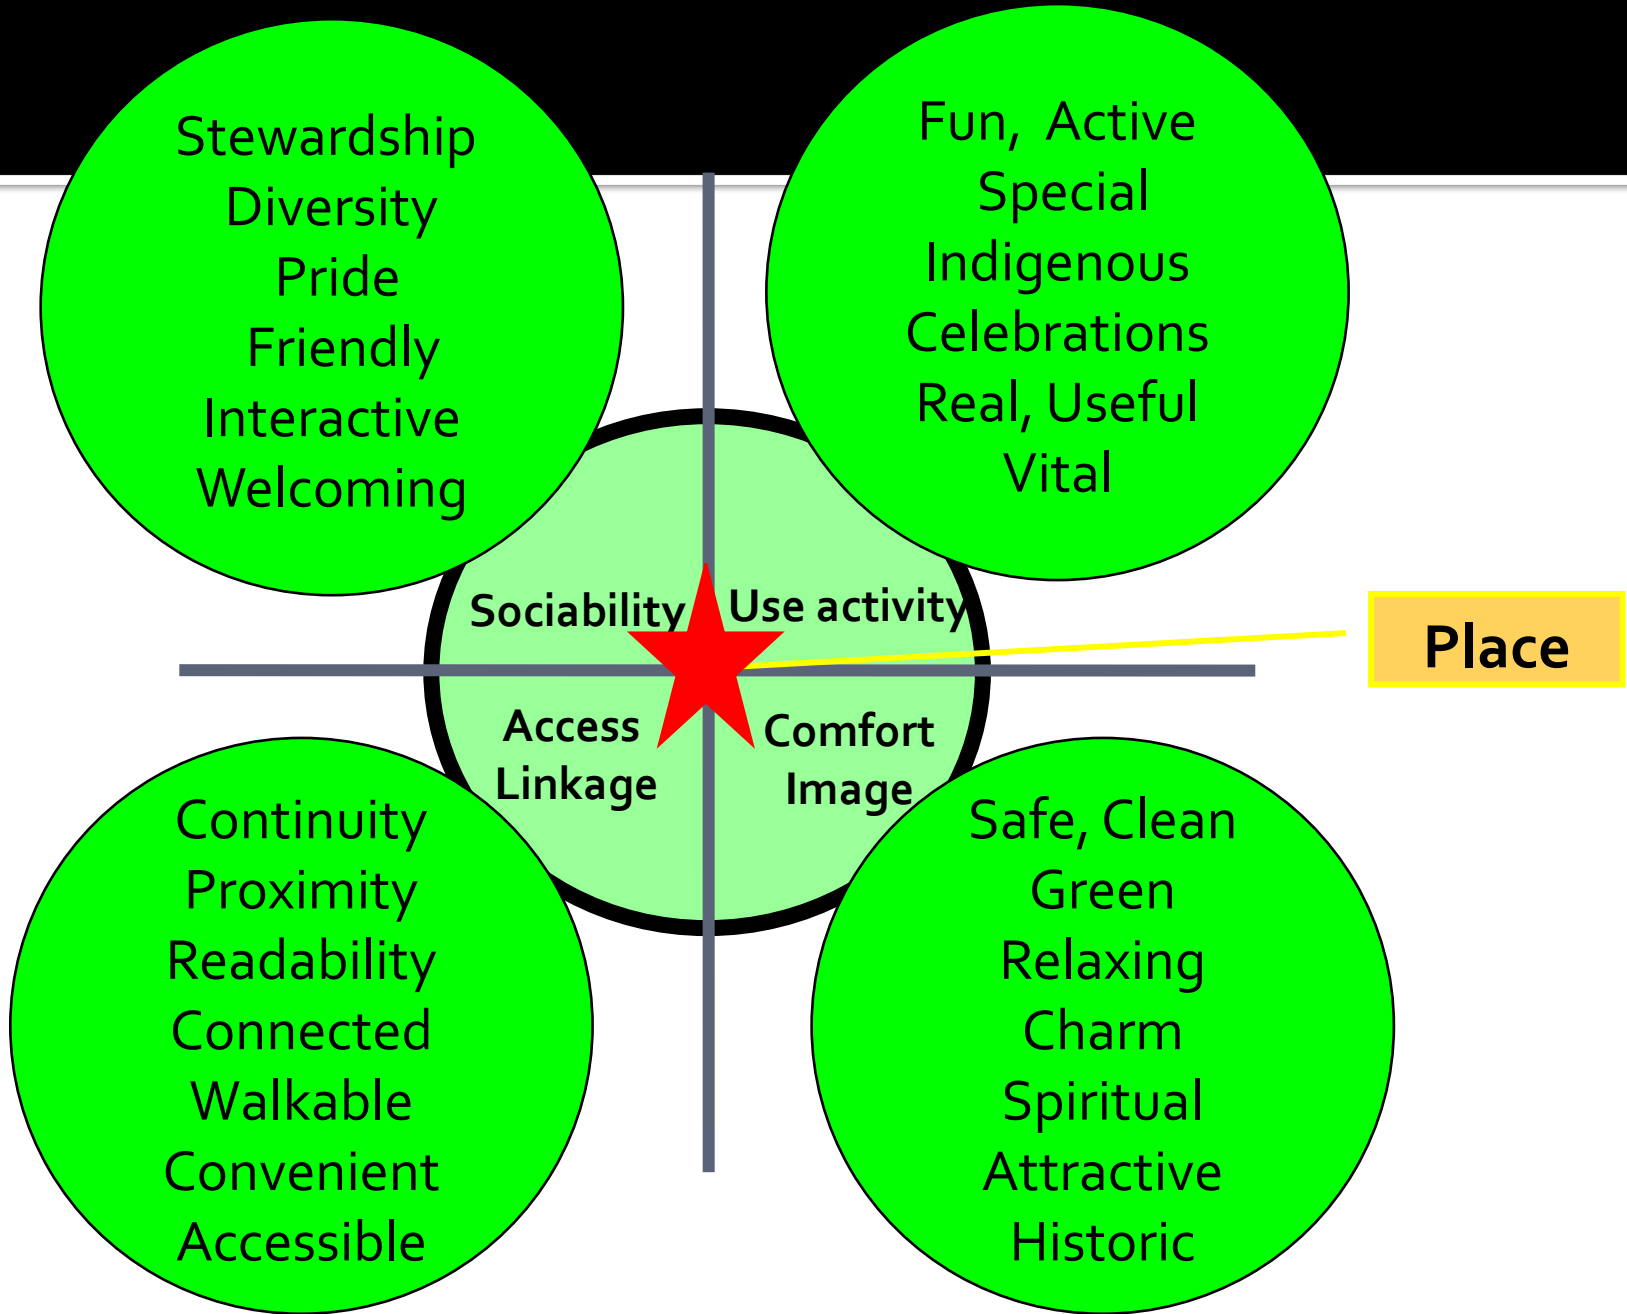 Stewardship
Diversity
Pride
Friendly
Interactive
Welcoming
Fun, Active
Special
Indigenous
Celebrations
Real, Useful
Vital
Sociability
Use activity
Place
Access
Linkage
Comfort
Image
Continuity
Proximity
Readability
Connected
Walkable
Convenient
Accessible
Safe, Clean
Green
Relaxing
Charm
Spiritual
Attractive
Historic